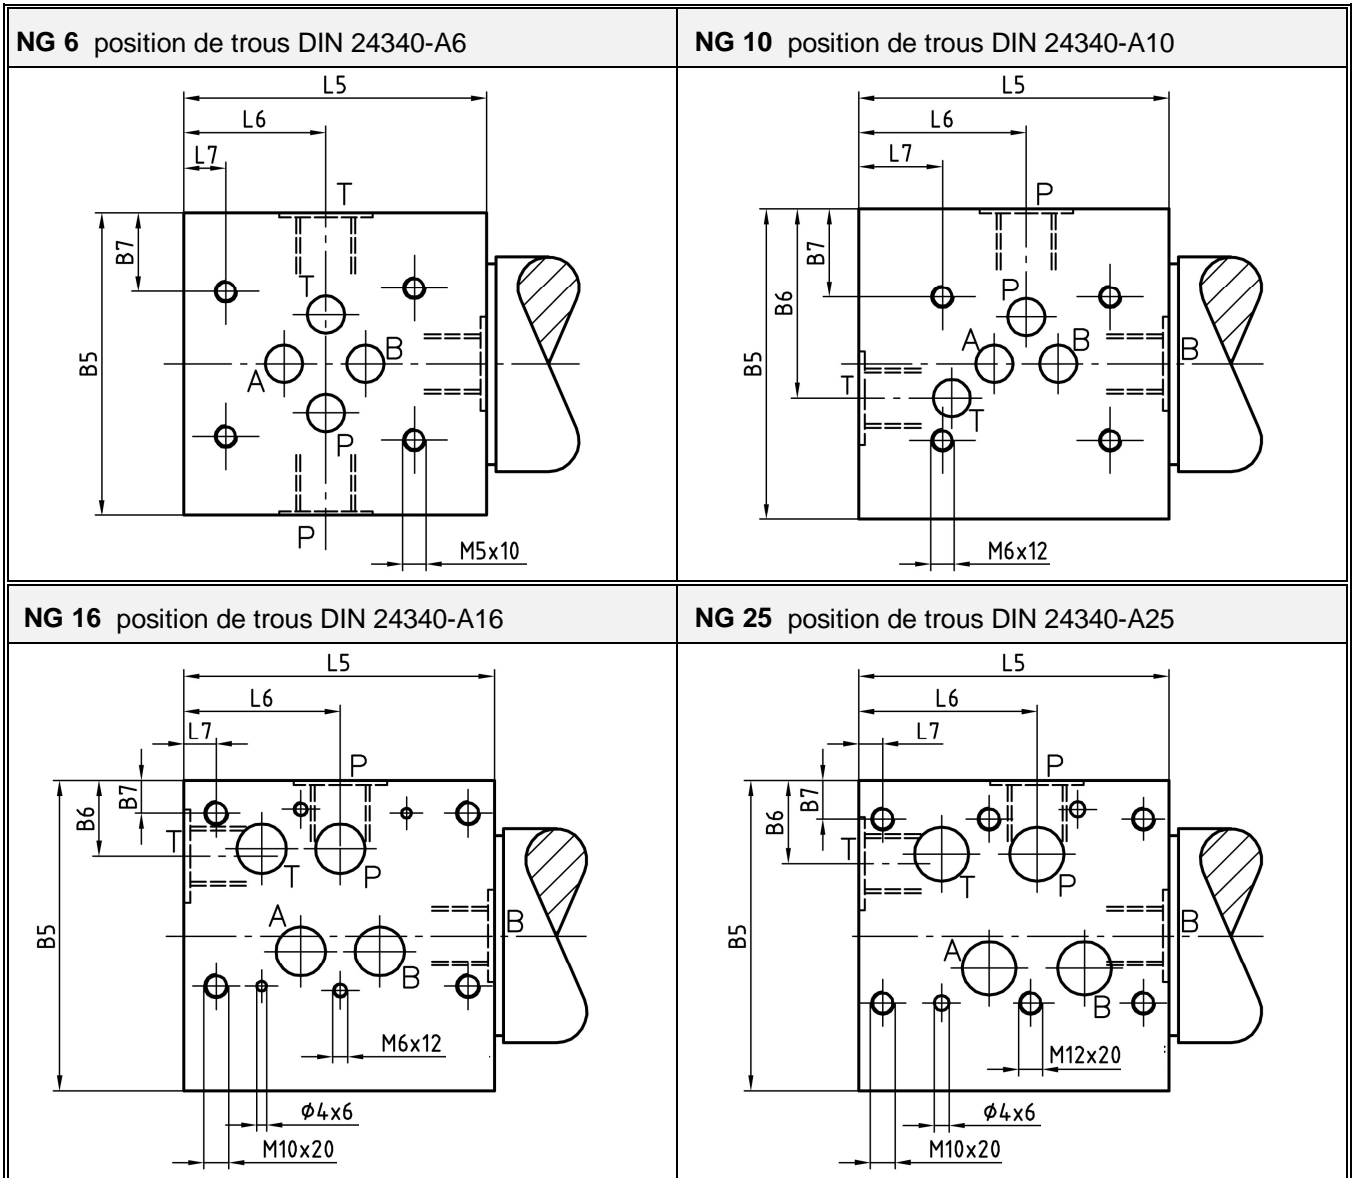 NG 6 position de trous DIN 24340-A6
L5
L6
L7
T
B7
T
B5
B
A
P
P
M5x10
NG 10 position de trous DIN 24340-A10
L5
L6
L7
P
B7
B6
P
B5
A
B
B
T
T
M6x12
NG 16 position de trous DIN 24340-A16
L5
L6
L7
P
B7
B6
T
T
P
B5
A
B
B
M6x12
ϕ4x6
M10x20
NG 25 position de trous DIN 24340-A25
L5
L6
L7
P
B7
B6
T
T
P
B5
B
A
B
M12x20
ϕ4x6
M10x20